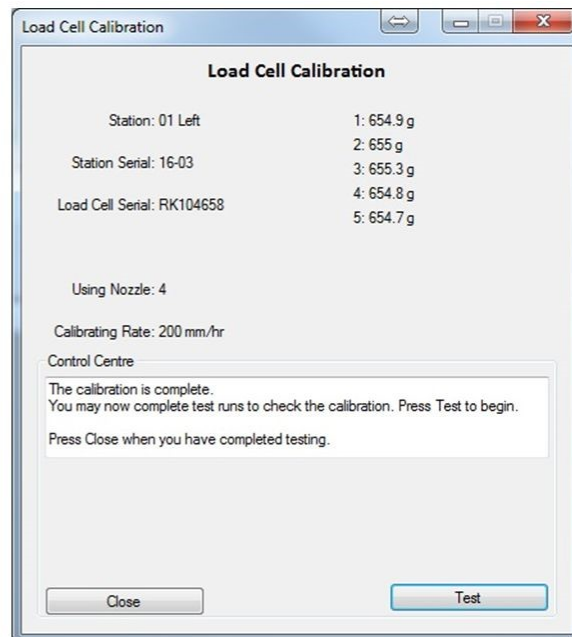 Load Cell Calibration
Load Cell Calibration
Station: 01 Left
Station Serial: 16-03
Load Cell Serial: RK104658
1: 654.9 g
2: 655 g
3: 655.3 g
4: 654.8 g
5: 654.7 g
Using Nozzle: 4
Calibrating Rate: 200 mm/hr
Control Centre
The calibration is complete.
You may now complete test runs to check the calibration. Press Test to begin.
Press Close when you have completed testing.
Close
Test